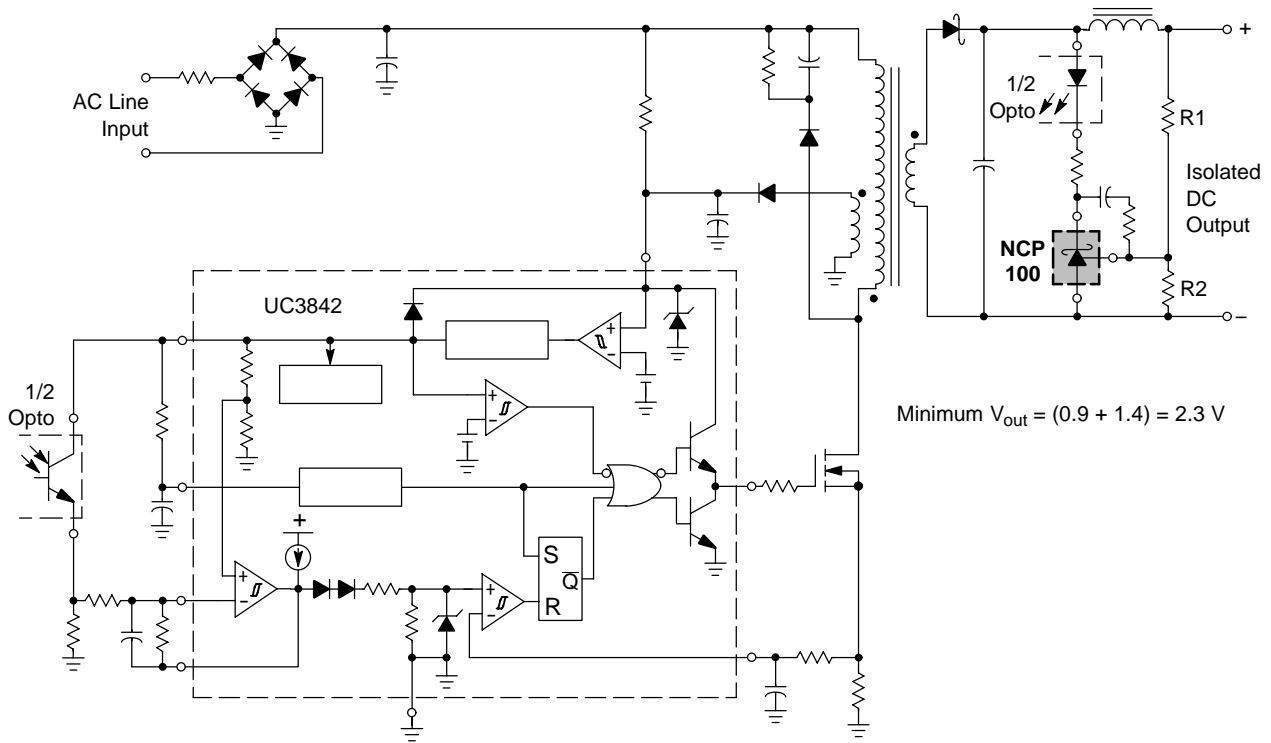 +
AC Line
Input
1/2
Opto
R1
Isolated
DC
Output
NCP
100
R2
–
UC3842
+
–
1/2
Opto
+
–
Minimum Vout = (0.9 + 1.4) = 2.3 V
+
S
Q
R
+
–
+
–